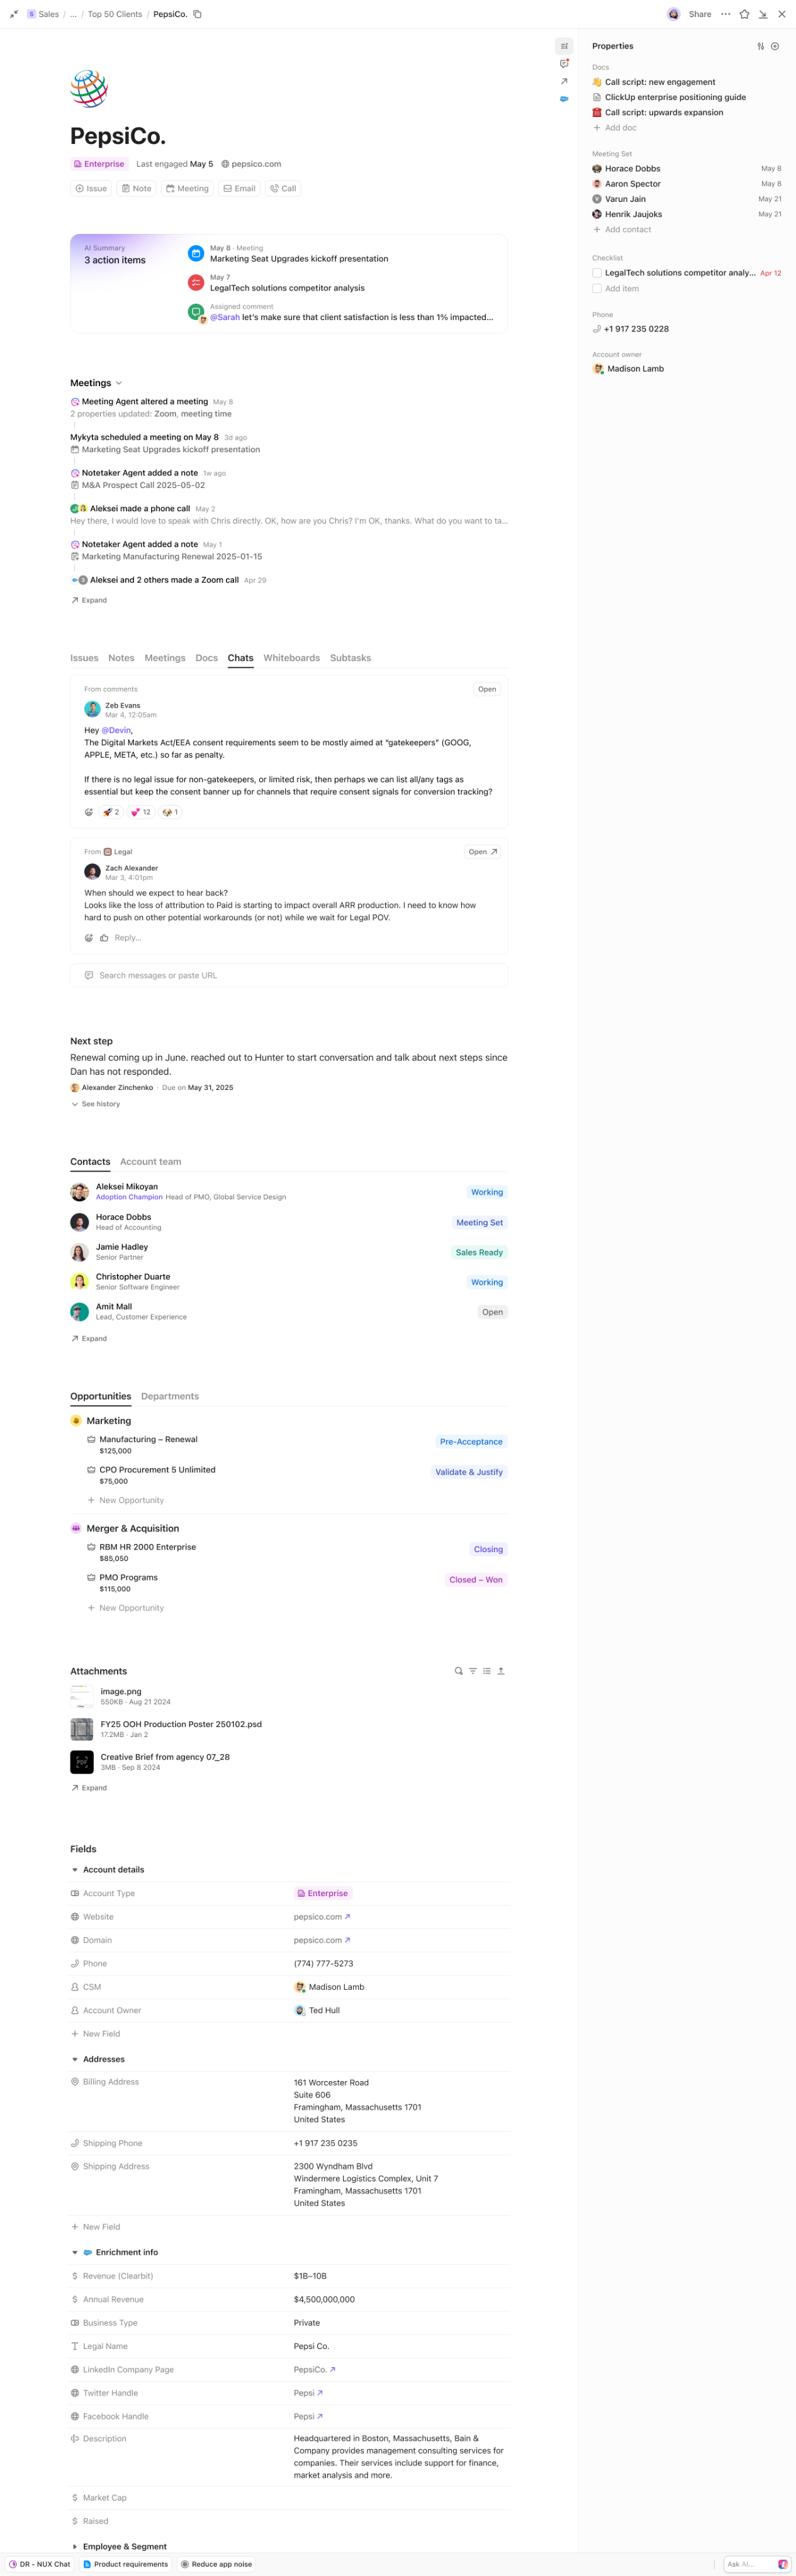 S Sales / ... / Top 50 Clients / PepsiCo.
Share
PepsiCo.
Enterprise Last engaged May 5 pepsico.com
Issue Note Meeting Email Call
AI Summary
3 action items
May 8 · Meeting
Marketing Seat Upgrades kickoff presentation
May 7
LegalTech solutions competitor analysis
Assigned comment
@Sarah let's make sure that client satisfaction is less than 1% impacted...
Meetings
Meeting Agent altered a meeting May 8
2 properties updated: Zoom, meeting time
Mykyta scheduled a meeting on May 8 3d ago
Marketing Seat Upgrades kickoff presentation
Notetaker Agent added a note 1w ago
M&A Prospect Call 2025-05-02
Aleksei made a phone call May 2
Hey there, I would love to speak with Chris directly. OK, how are you Chris? I'm OK, thanks. What do you want to ta...
Notetaker Agent added a note May 1
Marketing Manufacturing Renewal 2025-01-15
Aleksei and 2 others made a Zoom call Apr 29
Expand
Issues Notes Meetings Docs Chats Whiteboards Subtasks
From comments
Open
Zeb Evans
Mar 4, 12:05am
Hey @Devin,
The Digital Markets Act/EEA consent requirements seem to be mostly aimed at “gatekeepers” (GOOG,
APPLE, META, etc.) so far as penalty.
If there is no legal issue for non-gatekeepers, or limited risk, then perhaps we can list all/any tags as
essential but keep the consent banner up for channels that require consent signals for conversion tracking?
2 12 1
From Legal
Open
Zach Alexander
Mar 3, 4:01pm
When should we expect to hear back?
Looks like the loss of attribution to Paid is starting to impact overall ARR production. I need to know how
hard to push on other potential workarounds (or not) while we wait for Legal POV.
Reply...
Search messages or paste URL
Next step
Renewal coming up in June. reached out to Hunter to start conversation and talk about next steps since
Dan has not responded.
Alexander Zinchenko · Due on May 31, 2025
See history
Contacts Account team
Aleksei Mikoyan
Adoption Champion Head of PMO, Global Service Design
Working
Horace Dobbs
Head of Accounting
Meeting Set
Jamie Hadley
Senior Partner
Sales Ready
Christopher Duarte
Senior Software Engineer
Working
Amit Mall
Lead, Customer Experience
Open
Expand
Opportunities Departments
Marketing
Manufacturing – Renewal
$125,000
Pre-Acceptance
CPO Procurement 5 Unlimited
$75,000
Validate & Justify
New Opportunity
Merger & Acquisition
RBM HR 2000 Enterprise
$85,050
Closing
PMO Programs
$115,000
Closed – Won
New Opportunity
Attachments
image.png
550KB · Aug 21 2024
FY25 OOH Production Poster 250102.psd
17.2MB · Jan 2
Creative Brief from agency 07_28
3MB · Sep 8 2024
Expand
Fields
Account details
Account Type Enterprise
Website pepsico.com
Domain pepsico.com
Phone (774) 777-5273
CSM Madison Lamb
Account Owner Ted Hull
New Field
Addresses
Billing Address 161 Worcester Road
Suite 606
Framingham, Massachusetts 1701
United States
Shipping Phone +1 917 235 0235
Shipping Address 2300 Wyndham Blvd
Windermere Logistics Complex, Unit 7
Framingham, Massachusetts 1701
United States
New Field
Enrichment info
Revenue (Clearbit) $1B–10B
Annual Revenue $4,500,000,000
Business Type Private
Legal Name Pepsi Co.
LinkedIn Company Page PepsiCo.
Twitter Handle Pepsi
Facebook Handle Pepsi
Description Headquartered in Boston, Massachusetts, Bain &
Company provides management consulting services for
companies. Their services include support for finance,
market analysis and more.
Market Cap
Raised
Employee & Segment
Properties
Docs
Call script: new engagement
ClickUp enterprise positioning guide
Call script: upwards expansion
Add doc
Meeting Set
Horace Dobbs May 8
Aaron Spector May 8
Varun Jain May 21
Henrik Jaujoks May 21
Add contact
Checklist
LegalTech solutions competitor analy... Apr 12
Add item
Phone
+1 917 235 0228
Account owner
Madison Lamb
DR - NUX Chat Product requirements Reduce app noise
Ask AI...